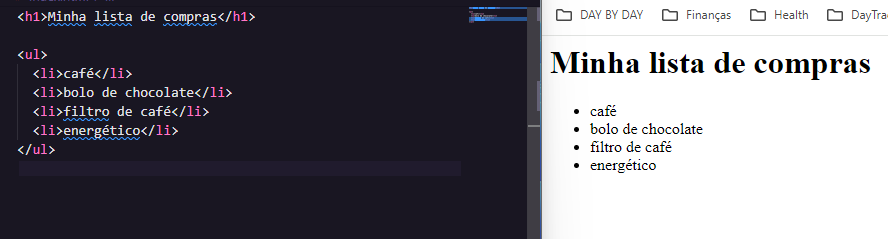 <h1>Minha lista de compras</h1>
<ul>
<li>café</li>
<li>bolo de chocolate</li>
<li>filtro de café</li>
<li>energético</li>
</ul>
DAY BY DAY Finanças Health DayTra
Minha lista de compras
• café
• bolo de chocolate
• filtro de café
• energético